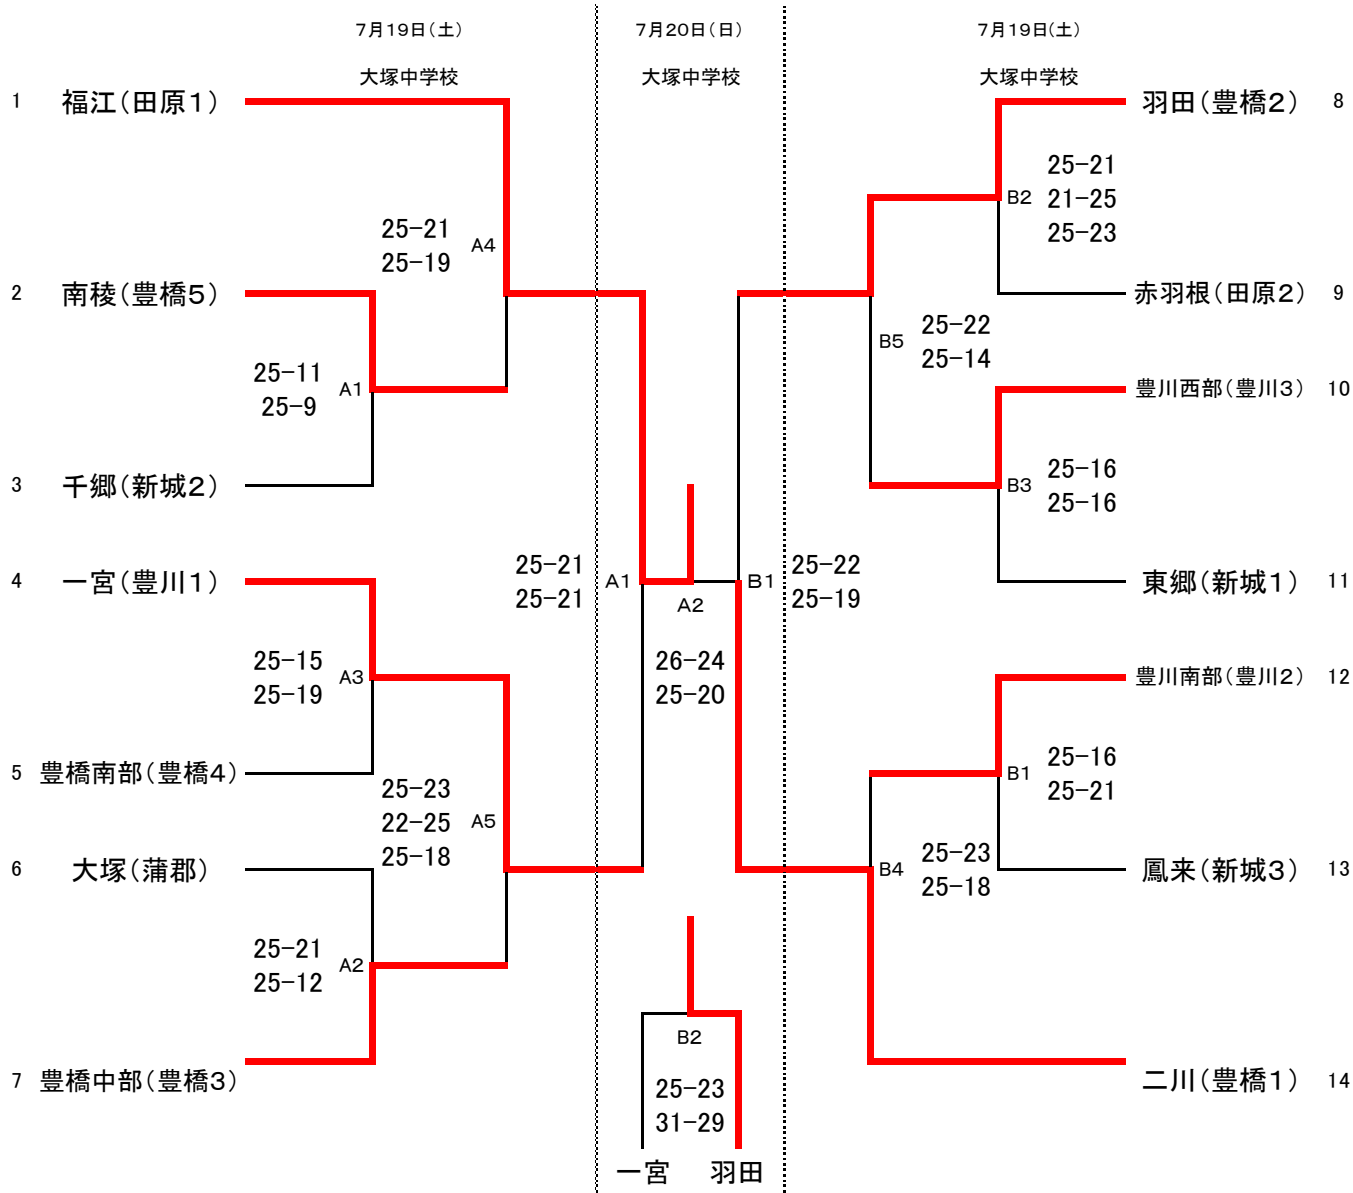 7月19日（土）
大塚中学校
7月20日（日）
大塚中学校
7月19日（土）
大塚中学校
1 福江（田原1）
2 南稜（豊橋5）
3 千郷（新城2）
4 一宮（豊川1）
5 豊橋南部（豊橋4）
6 大塚（蒲郡）
7 豊橋中部（豊橋3）
25-21
25-19
A4
25-11
25-9
A1
25-15
25-19
A3
25-23
22-25
25-18
A5
25-21
25-12
A2
25-21
25-21
A1
A2
26-24
25-20
B1
25-22
25-19
B2
25-23
31-29
一宮 羽田
羽田（豊橋2） 8
赤羽根（田原2） 9
豊川西部（豊川3） 10
東郷（新城1） 11
豊川南部（豊川2） 12
鳳来（新城3） 13
二川（豊橋1） 14
B2
25-21
21-25
25-23
B5
25-22
25-14
B3
25-16
25-16
B1
25-16
25-21
B4
25-23
25-18